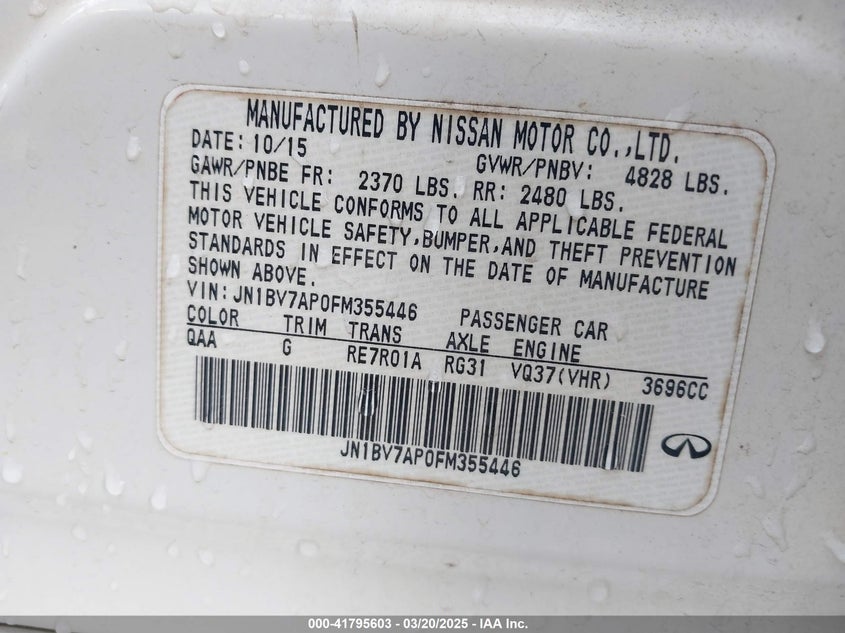 MANUFACTURED BY NISSAN MOTOR CO.,LTD.
DATE: 10/15 GVWR/PNBV: 4828 LBS.
GAWR/PNBE FR: 2370 LBS. RR: 2480 LBS.
THIS VEHICLE CONFORMS TO ALL APPLICABLE FEDERAL
MOTOR VEHICLE SAFETY,BUMPER,AND THEFT PREVENTION
STANDARDS IN EFFECT ON THE DATE OF MANUFACTURE
SHOWN ABOVE.
VIN:JN1BV7AP0FM355446 PASSENGER CAR
COLOR TRIM TRANS AXLE ENGINE
QAA G RE7R01A RG31 VQ37(VHR) 3696CC
JN1BV7AP0FM355446
000-41795603 - 03/20/2025 - IAA Inc.